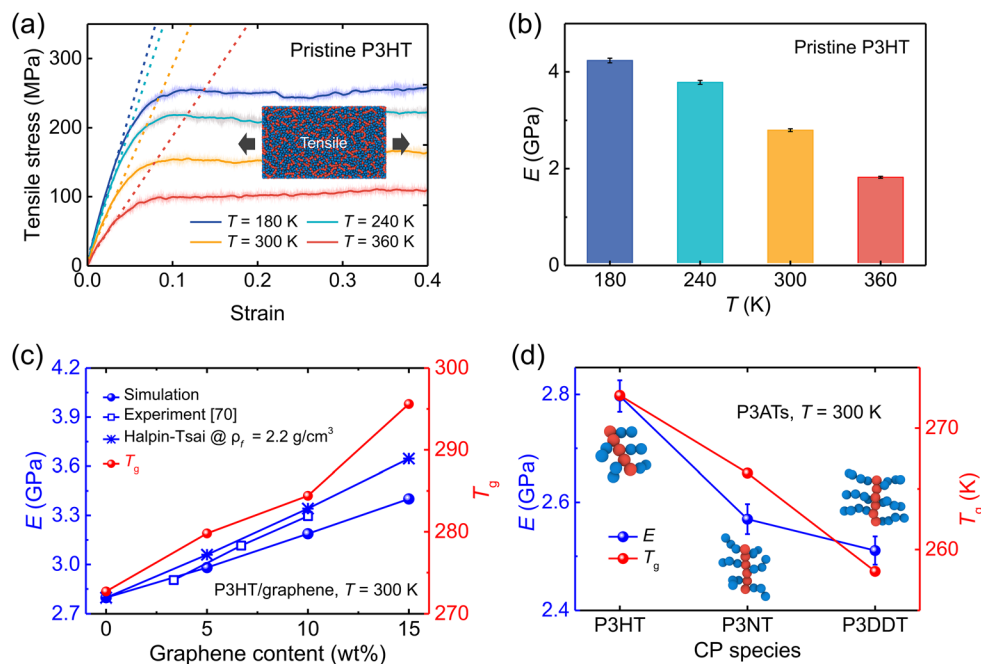 (a)
Pristine P3HT
Tensile stress (MPa)
300
200
100
0
Tensile
T = 180 K
T = 240 K
T = 300 K
T = 360 K
0.0
0.1
0.2
0.3
0.4
Strain
(b)
Pristine P3HT
E (GPa)
4
2
0
180
240
300
360
T (K)
(c)
E (GPa)
4.2
3.9
3.6
3.3
3.0
2.7
Simulation
Experiment [70]
Halpin-Tsai @ ρf = 2.2 g/cm³
Tg
P3HT/graphene, T = 300 K
300
290
280
270
Tg
0
5
10
15
Graphene content (wt%)
(d)
E (GPa)
2.8
2.6
2.4
P3ATs, T = 300 K
E
Tg
270
260
Tg (K)
P3HT
P3NT
P3DDT
CP species